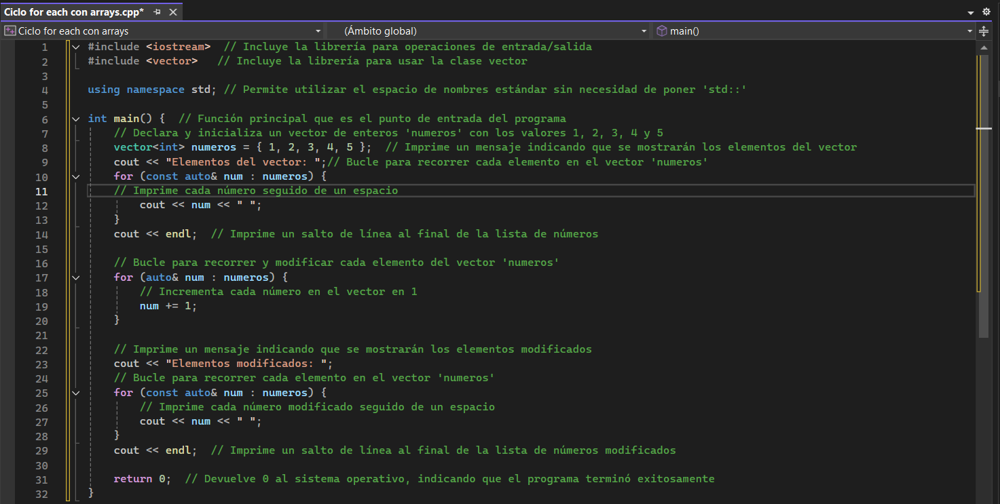 Ciclo for each con arrays.cpp*
Ciclo for each con arrays (Ámbito global) main()
1 #include <iostream>  // Incluye la librería para operaciones de entrada/salida
2 #include <vector>   // Incluye la librería para usar la clase vector
3
4 using namespace std; // Permite utilizar el espacio de nombres estándar sin necesidad de poner 'std::'
5
6 int main() {  // Función principal que es el punto de entrada del programa
7     // Declara y inicializa un vector de enteros 'numeros' con los valores 1, 2, 3, 4 y 5
8     vector<int> numeros = { 1, 2, 3, 4, 5 };  // Imprime un mensaje indicando que se mostrarán los elementos del vector
9     cout << "Elementos del vector: ";// Bucle para recorrer cada elemento en el vector 'numeros'
10     for (const auto& num : numeros) {
11     // Imprime cada número seguido de un espacio
12         cout << num << " ";
13     }
14     cout << endl;  // Imprime un salto de línea al final de la lista de números
15
16     // Bucle para recorrer y modificar cada elemento del vector 'numeros'
17     for (auto& num : numeros) {
18         // Incrementa cada número en el vector en 1
19         num += 1;
20     }
21
22     // Imprime un mensaje indicando que se mostrarán los elementos modificados
23     cout << "Elementos modificados: ";
24     // Bucle para recorrer cada elemento en el vector 'numeros'
25     for (const auto& num : numeros) {
26         // Imprime cada número modificado seguido de un espacio
27         cout << num << " ";
28     }
29     cout << endl;  // Imprime un salto de línea al final de la lista de números modificados
30
31     return 0;  // Devuelve 0 al sistema operativo, indicando que el programa terminó exitosamente
32 }